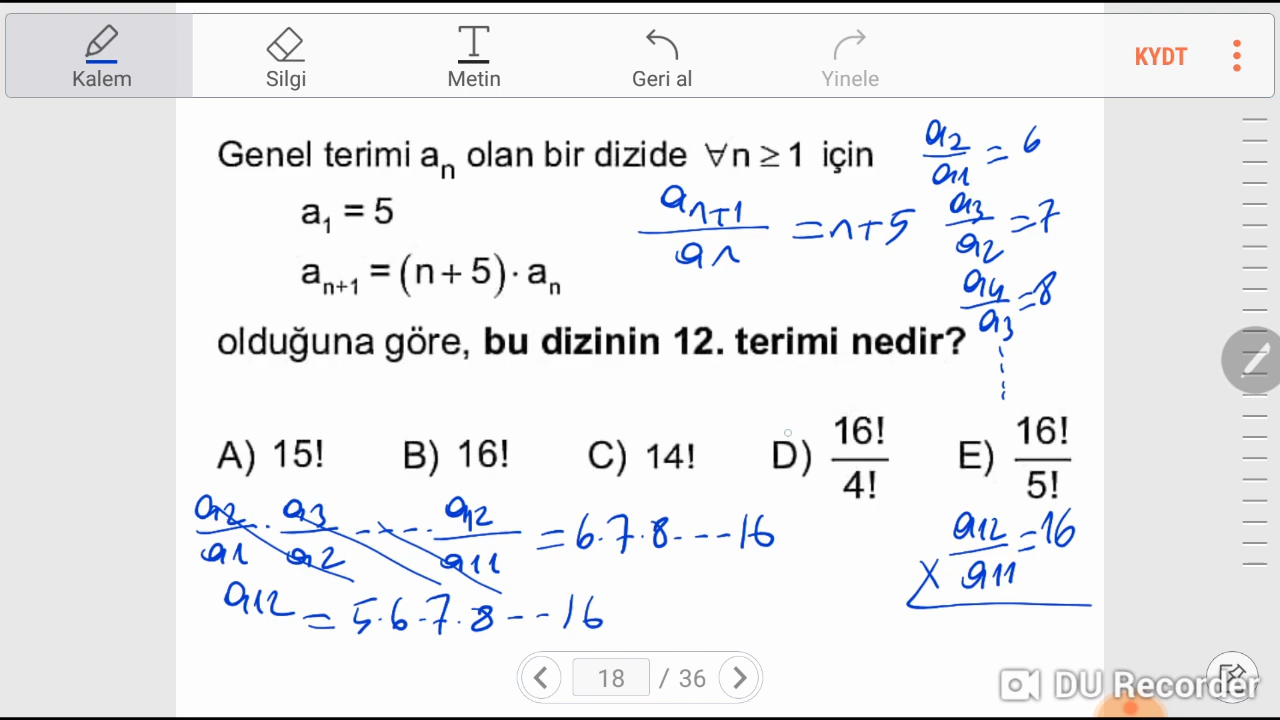 Kalem Silgi Metin Geri al Yinele KYDT
Genel terimi aₙ olan bir dizide ∀n ≥ 1 için
a₁ = 5
aₙ₊₁ = (n + 5) · aₙ
olduğuna göre, bu dizinin 12. terimi nedir?
aₙ₊₁/aₙ = n+5
a₂/a₁ = 6
a₃/a₂ = 7
a₄/a₃ = 8
A) 15! B) 16! C) 14! D) 16!/4! E) 16!/5!
a₁₂/a₁₁ = 16
X
a₂/a₁ · a₃/a₂ ----- a₁₂/a₁₁ = 6.7.8. --- 16
a₁₂ = 5.6.7.8 --- 16
18 / 36
DU Recorder